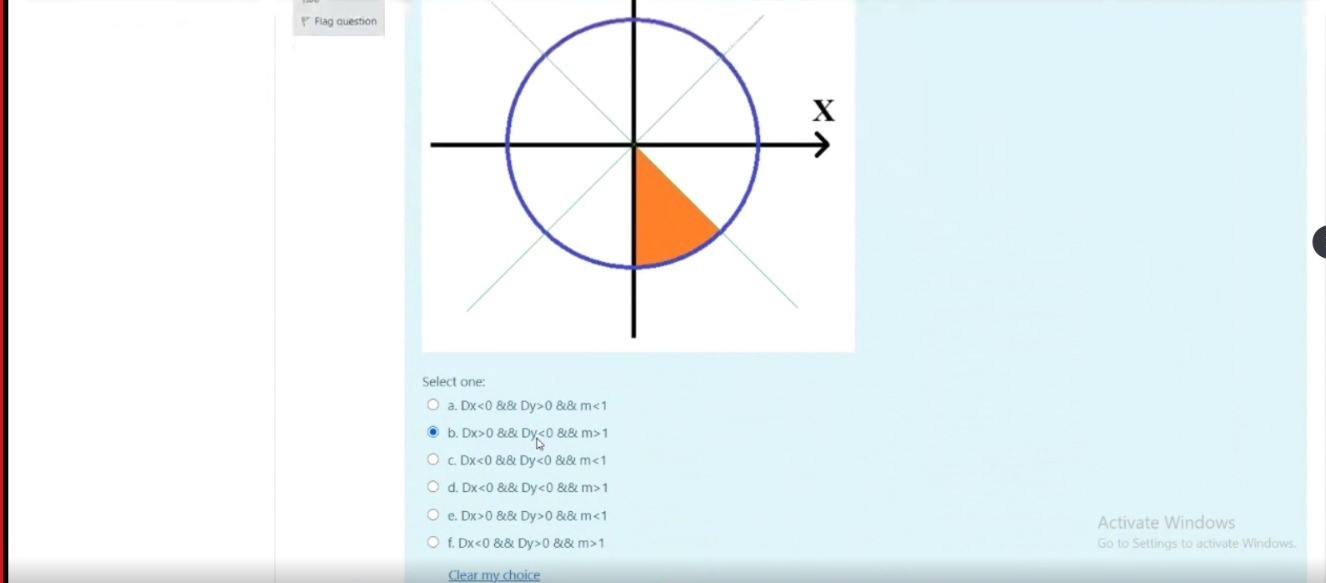 Flag question
X
Select one:
a. Dx<0 && Dy>0 && m<1
b. Dx>0 && Dy<0 && m>1
c. Dx<0 && Dy<0 && m<1
d. Dx<0 && Dy<0 && m>1
e. Dx>0 && Dy>0 && m<1
f. Dx<0 && Dy>0 && m>1
Clear my choice
Activate Windows
Go to Settings to activate Windows.